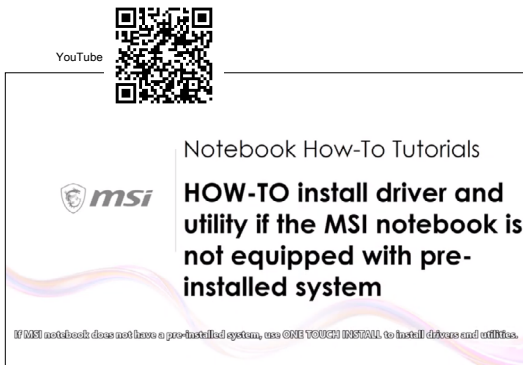 YouTube
Notebook How-To Tutorials
msi
HOW-TO install driver and
utility if the MSI notebook is
not equipped with pre-
installed system
If MSI notebook does not have a pre-installed system, use ONE TOUCH INSTALL to install drivers and utilities.